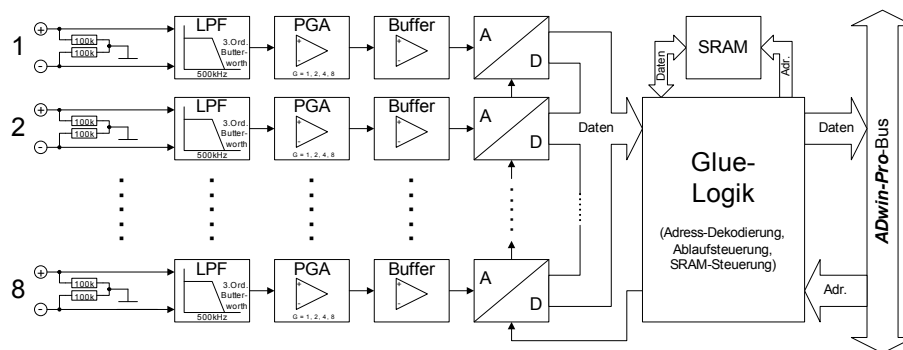 1
+
100k
100k
-
LPF
3.Ord.
Butter-
worth
500kHz
PGA
+
-
G = 1, 2, 4, 8
Buffer
+
-
A
D
2
+
100k
100k
-
LPF
3.Ord.
Butter-
worth
500kHz
PGA
+
-
G = 1, 2, 4, 8
Buffer
+
-
A
D
8
+
100k
100k
-
LPF
3.Ord.
Butter-
worth
500kHz
PGA
+
-
G = 1, 2, 4, 8
Buffer
+
-
A
D
Daten
Daten
SRAM
Adr.
Glue-
Logik
(Adress-Dekodierung,
Ablaufsteuerung,
SRAM-Steuerung)
Daten
Adr.
ADwin-Pro-Bus